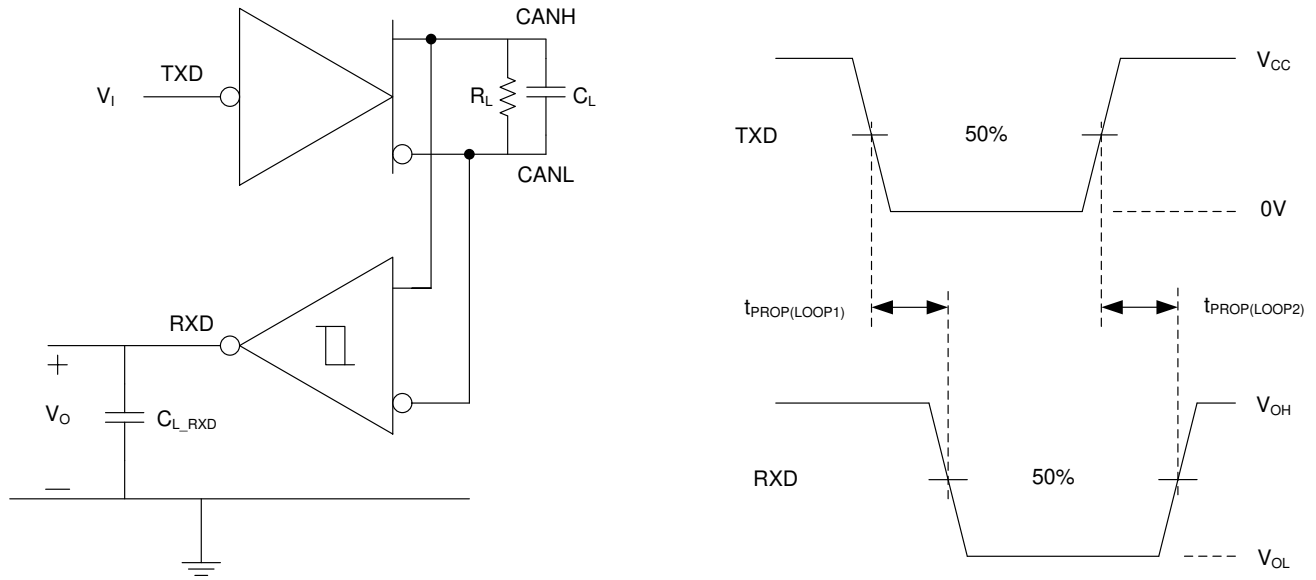 CANH
TXD
V_I
R_L
C_L
CANL
RXD
+
V_O
C_L_RXD
—
V_CC
TXD
50%
0V
t_PROP(LOOP1)
t_PROP(LOOP2)
V_OH
RXD
50%
V_OL